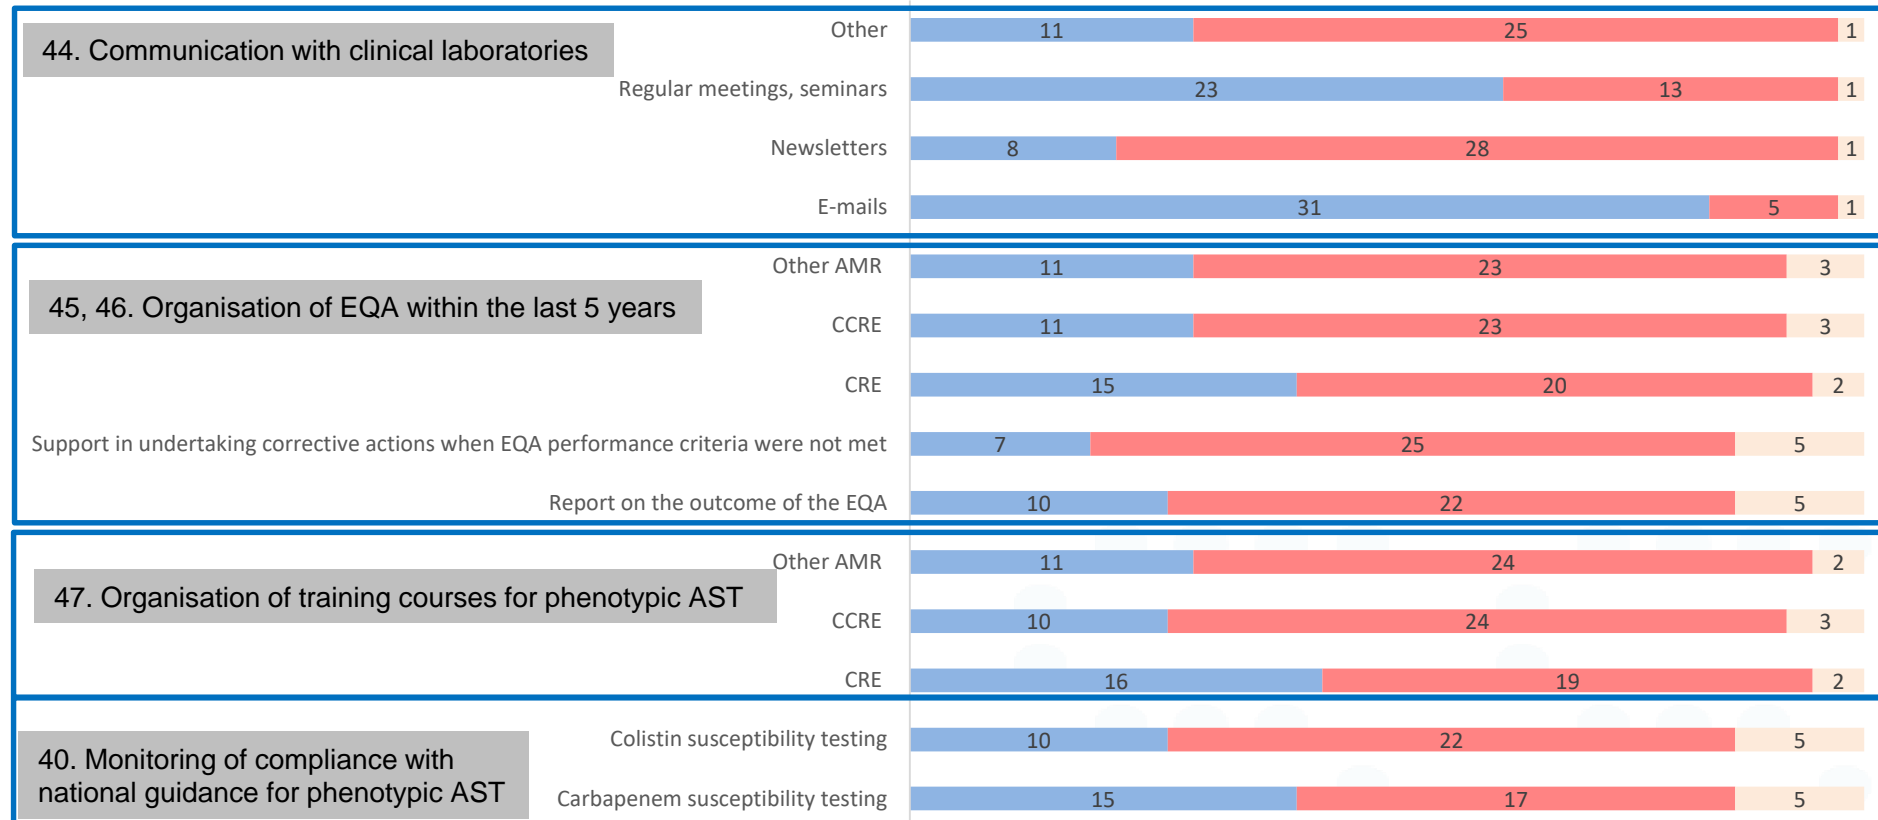 44. Communication with clinical laboratories
Other 11 25 1
Regular meetings, seminars 23 13 1
Newsletters 8 28 1
E-mails 31 5 1
45, 46. Organisation of EQA within the last 5 years
Other AMR 11 23 3
CCRE 11 23 3
CRE 15 20 2
Support in undertaking corrective actions when EQA performance criteria were not met 7 25 5
Report on the outcome of the EQA 10 22 5
47. Organisation of training courses for phenotypic AST
Other AMR 11 24 2
CCRE 10 24 3
CRE 16 19 2
40. Monitoring of compliance with
national guidance for phenotypic AST
Colistin susceptibility testing 10 22 5
Carbapenem susceptibility testing 15 17 5